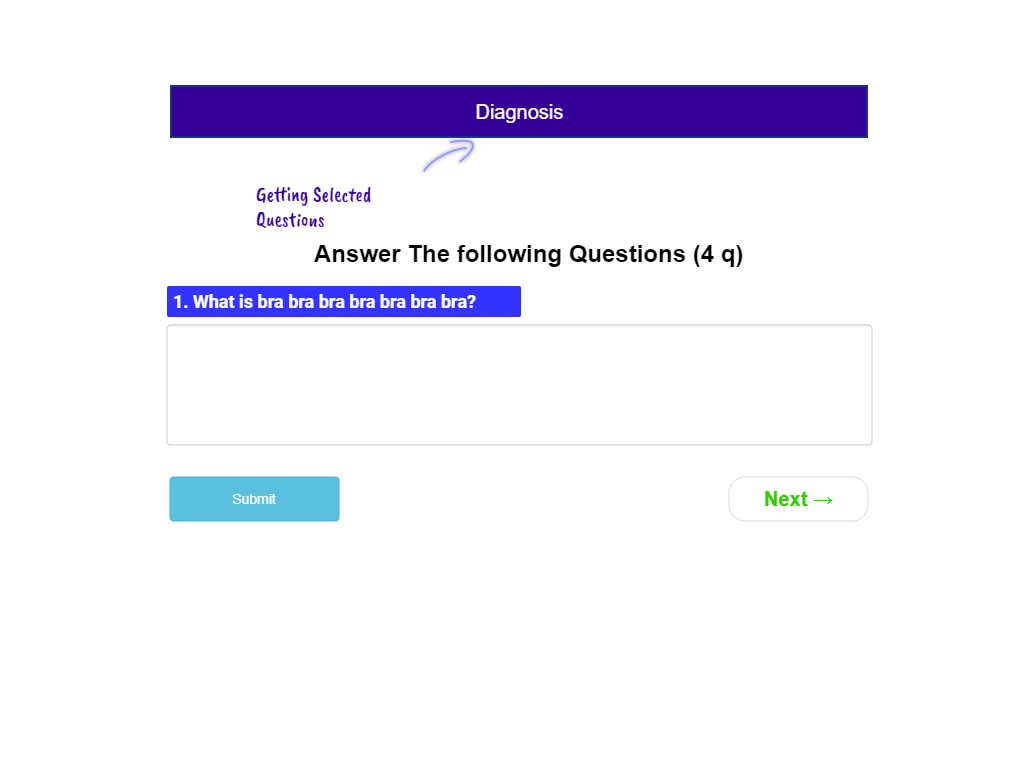 Diagnosis
Getting Selected
Questions
Answer The following Questions (4 q)
1. What is bra bra bra bra bra bra bra?
Submit
Next →